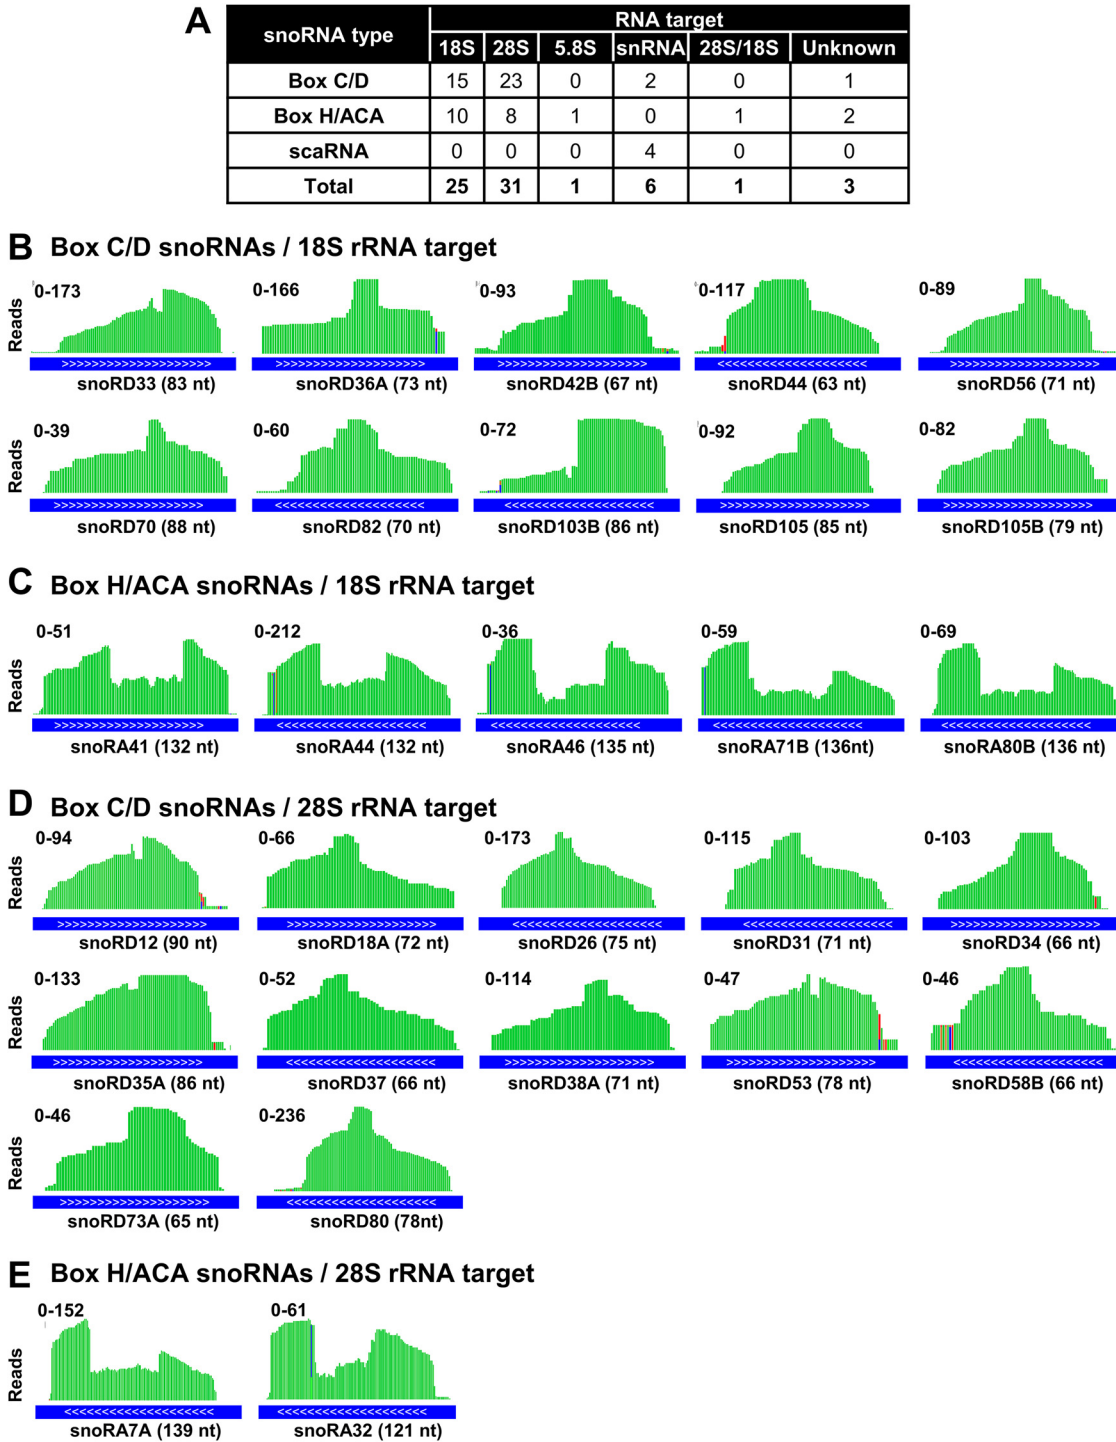 A
snoRNA type RNA target
18S 28S 5.8S snRNA 28S/18S Unknown
Box C/D 15 23 0 2 0 1
Box H/ACA 10 8 1 0 1 2
scaRNA 0 0 0 4 0 0
Total 25 31 1 6 1 3
B Box C/D snoRNAs / 18S rRNA target
Reads 0-173 0-166 0-93 0-117 0-89
>>>>>>>>>>>>>>>>>>>> >>>>>>>>>>>>>>>>>>>> >>>>>>>>>>>>>>>>>>>> <<<<<<<<<<<<<<<<<<<< >>>>>>>>>>>>>>>>>>>>
snoRD33 (83 nt) snoRD36A (73 nt) snoRD42B (67 nt) snoRD44 (63 nt) snoRD56 (71 nt)
Reads 0-39 0-60 0-72 0-92 0-82
>>>>>>>>>>>>>>>>>>>> <<<<<<<<<<<<<<<<<<<< <<<<<<<<<<<<<<<<<<<< >>>>>>>>>>>>>>>>>>>> >>>>>>>>>>>>>>>>>>>>
snoRD70 (88 nt) snoRD82 (70 nt) snoRD103B (86 nt) snoRD105 (85 nt) snoRD105B (79 nt)
C Box H/ACA snoRNAs / 18S rRNA target
Reads 0-51 0-212 0-36 0-59 0-69
>>>>>>>>>>>>>>>>>>>> <<<<<<<<<<<<<<<<<<<< <<<<<<<<<<<<<<<<<<<< <<<<<<<<<<<<<<<<<<<< <<<<<<<<<<<<<<<<<<<<
snoRA41 (132 nt) snoRA44 (132 nt) snoRA46 (135 nt) snoRA71B (136nt) snoRA80B (136 nt)
D Box C/D snoRNAs / 28S rRNA target
Reads 0-94 0-66 0-173 0-115 0-103
>>>>>>>>>>>>>>>>>>>> >>>>>>>>>>>>>>>>>>>> <<<<<<<<<<<<<<<<<<<< <<<<<<<<<<<<<<<<<<<< >>>>>>>>>>>>>>>>>>>>
snoRD12 (90 nt) snoRD18A (72 nt) snoRD26 (75 nt) snoRD31 (71 nt) snoRD34 (66 nt)
Reads 0-133 0-52 0-114 0-47 0-46
>>>>>>>>>>>>>>>>>>>> <<<<<<<<<<<<<<<<<<<< >>>>>>>>>>>>>>>>>>>> >>>>>>>>>>>>>>>>>>>> <<<<<<<<<<<<<<<<<<<<
snoRD35A (86 nt) snoRD37 (66 nt) snoRD38A (71 nt) snoRD53 (78 nt) snoRD58B (66 nt)
Reads 0-46 0-236
>>>>>>>>>>>>>>>>>>>> <<<<<<<<<<<<<<<<<<<<
snoRD73A (65 nt) snoRD80 (78nt)
E Box H/ACA snoRNAs / 28S rRNA target
Reads 0-152 0-61
<<<<<<<<<<<<<<<<<<<< <<<<<<<<<<<<<<<<<<<<
snoRA7A (139 nt) snoRA32 (121 nt)